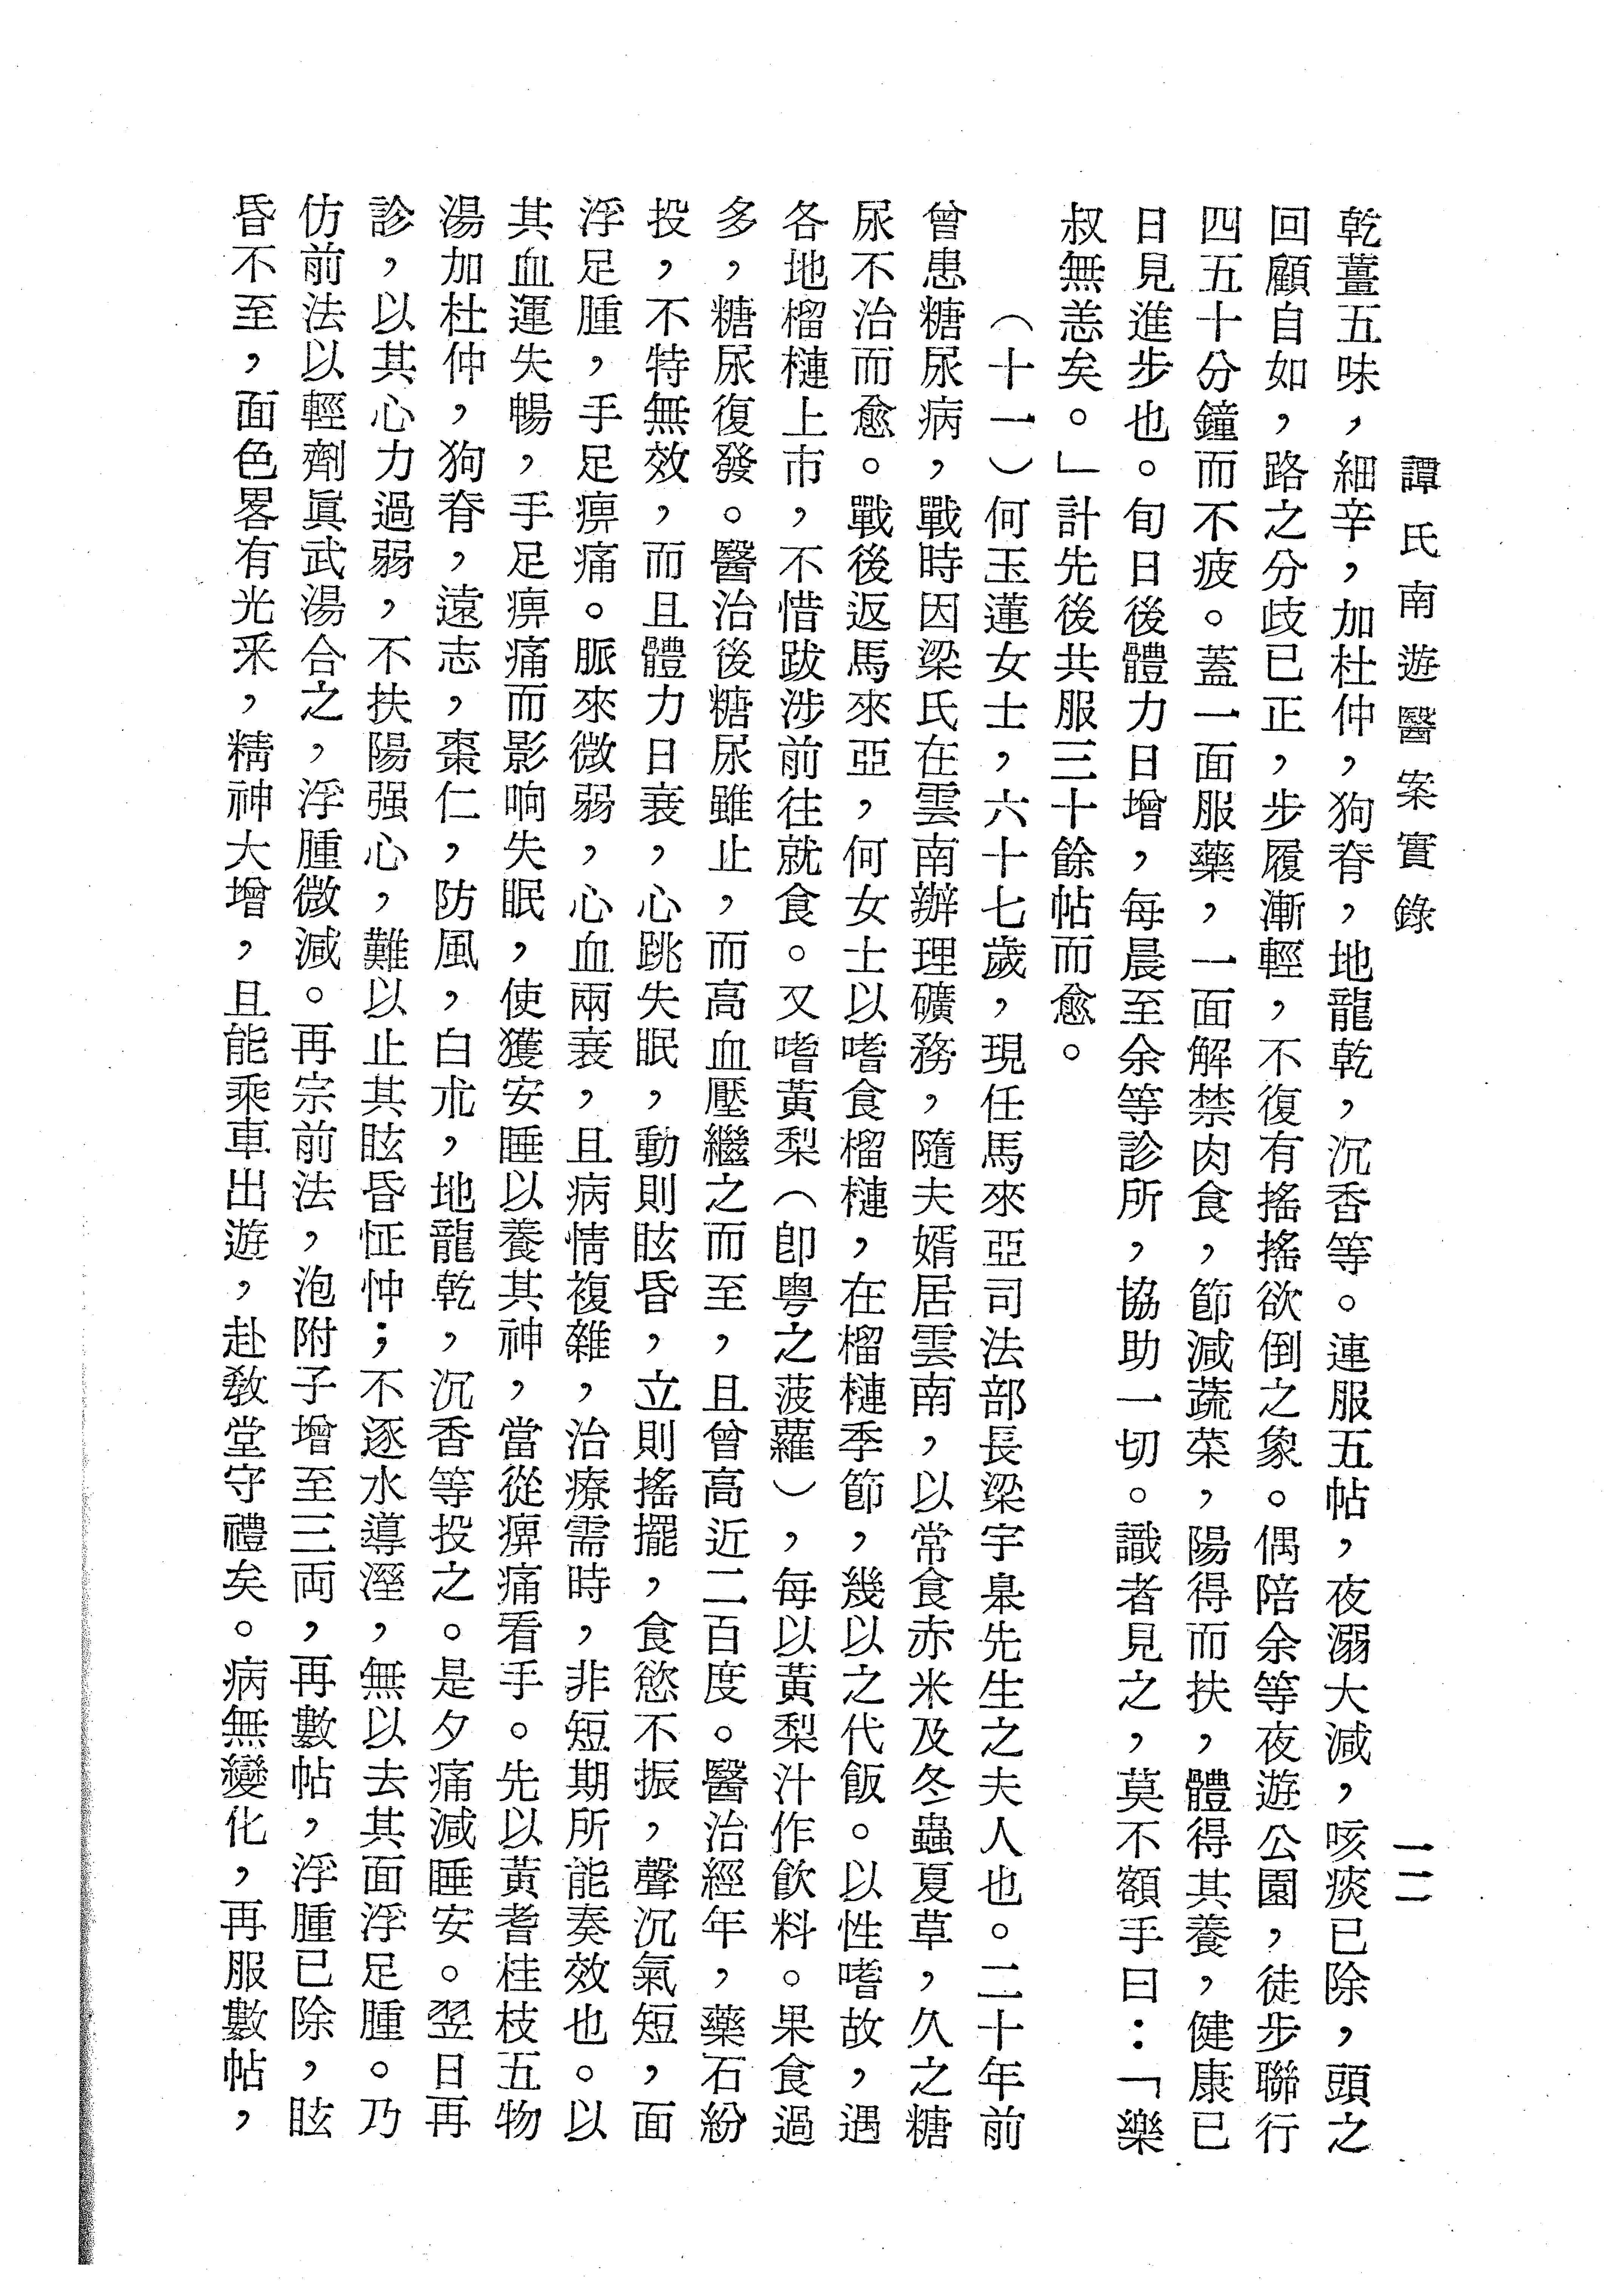 譚氏南遊醫案實錄
一二
乾薑五味，細辛，加杜仲，狗脊，地龍乾，沉香等。連服五帖，夜溺大減，咳痰已除，頭之
回顧自如，路之分歧已正，步履漸輕，不復有搖搖欲倒之象。偶陪余等夜遊公園，徒步聯行
四五十分鐘而不疲。蓋一面服藥，一面解禁肉食，節減蔬菜，陽得而扶，體得其養，健康已
日見進步也。旬日後體力日增，每晨至余等診所，協助一切。識者見之，莫不額手曰：「樂
叔無恙矣。」計先後共服三十餘帖而愈。
（十一）何玉蓮女士，六十七歲，現任馬來亞司法部長梁宇皋先生之夫人也。二十年前
曾患糖尿病，戰時因梁氏在雲南辦理礦務，隨夫婿居雲南，以常食赤米及冬蟲夏草，久之糖
尿不治而愈。戰後返馬來亞，何女士以嗜食榴槤，在榴槤季節，幾以之代飯。以性嗜故，遇
各地榴槤上市，不惜跋涉前往就食。又嗜黃梨（卽粵之菠蘿），每以黃梨汁作飲料。果食過
多，糖尿復發。醫治後糖尿雖止，而高血壓繼之而至，且曾高近二百度。醫治經年，藥石紛
投，不特無效，而且體力日衰，心跳失眠，動則眩昏，立則搖擺，食慾不振，聲沉氣短，面
浮足腫，手足痹痛。脈來微弱，心血兩衰，且病情複雜，治療需時，非短期所能奏效也。以
其血運失暢，手足痹痛而影响失眠，使獲安睡以養其神，當從痹痛看手。先以黃耆桂枝五物
湯加杜仲，狗脊，遠志，棗仁，防風，白朮，地龍乾，沉香等投之。是夕痛減睡安。翌日再
診，以其心力過弱，不扶陽强心，難以止其眩昏怔忡；不逐水導溼，無以去其面浮足腫。乃
仿前法以輕劑眞武湯合之，浮腫微減。再宗前法，泡附子增至三両，再數帖，浮腫已除，眩
昏不至，面色畧有光釆，精神大增，且能乘車出遊，赴敎堂守禮矣。病無變化，再服數帖，